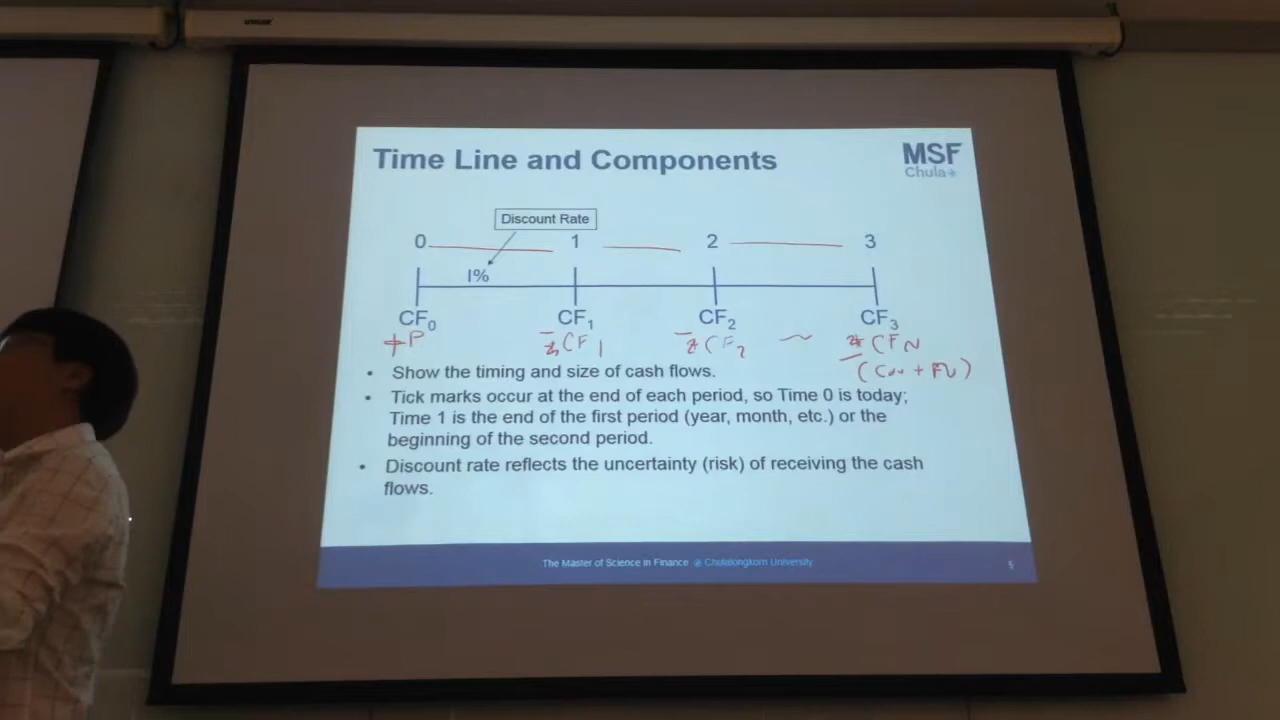 Time Line and Components
MSF
Chula
Discount Rate
0 1 2 3
I%
CF0 CF1 CF2 CF3
+P CF1 CF2 ~ CFN
• Show the timing and size of cash flows.
• Tick marks occur at the end of each period, so Time 0 is today;
Time 1 is the end of the first period (year, month, etc.) or the
beginning of the second period.
• Discount rate reflects the uncertainty (risk) of receiving the cash
flows.
The Master of Science in Finance @ Chulalongkorn University
5